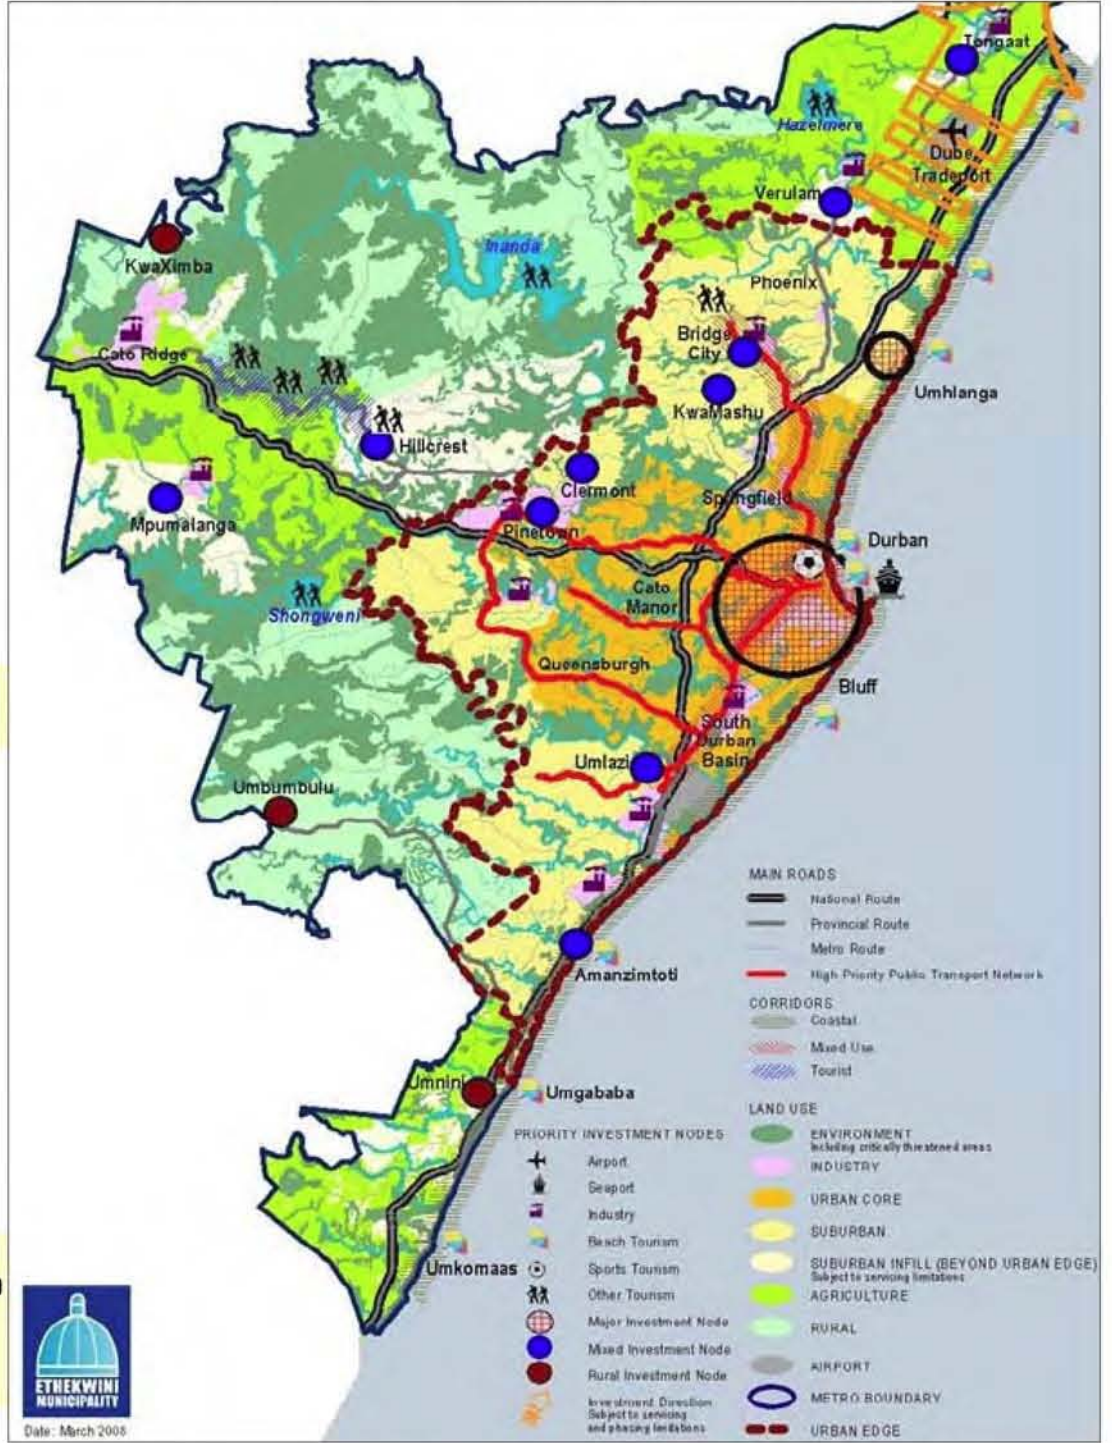 Tongaat
Hazelmere
Dube
Tradeport
Verulam
KwaXimba
Inanda
Phoenix
Bridge
City
Cato Ridge
Umhlanga
KwaMashu
Hillcrest
Clermont
Springfield
Mpumalanga
Pinetown
Durban
Cato
Manor
Shongweni
Queensburgh
Bluff
South
Durban
Basin
Umlazi
Umbumbulu
Amanzimtoti
Umnini
Umgababa
Umkomaas
MAIN ROADS
National Route
Provincial Route
Metro Route
High Priority Public Transport Network
CORRIDORS
Coastal
Mixed Use
Tourist
LAND USE
ENVIRONMENT
Including critically threatened areas
INDUSTRY
URBAN CORE
SUBURBAN
SUBURBAN INFILL (BEYOND URBAN EDGE)
Subject to servicing limitations
AGRICULTURE
RURAL
AIRPORT
METRO BOUNDARY
URBAN EDGE
PRIORITY INVESTMENT NODES
Airport
Seaport
Industry
Beach Tourism
Sports Tourism
Other Tourism
Major Investment Node
Mixed Investment Node
Rural Investment Node
Investment Direction
Subject to servicing
and phasing limitations
ETHEKWINI
MUNICIPALITY
Date: March 2008